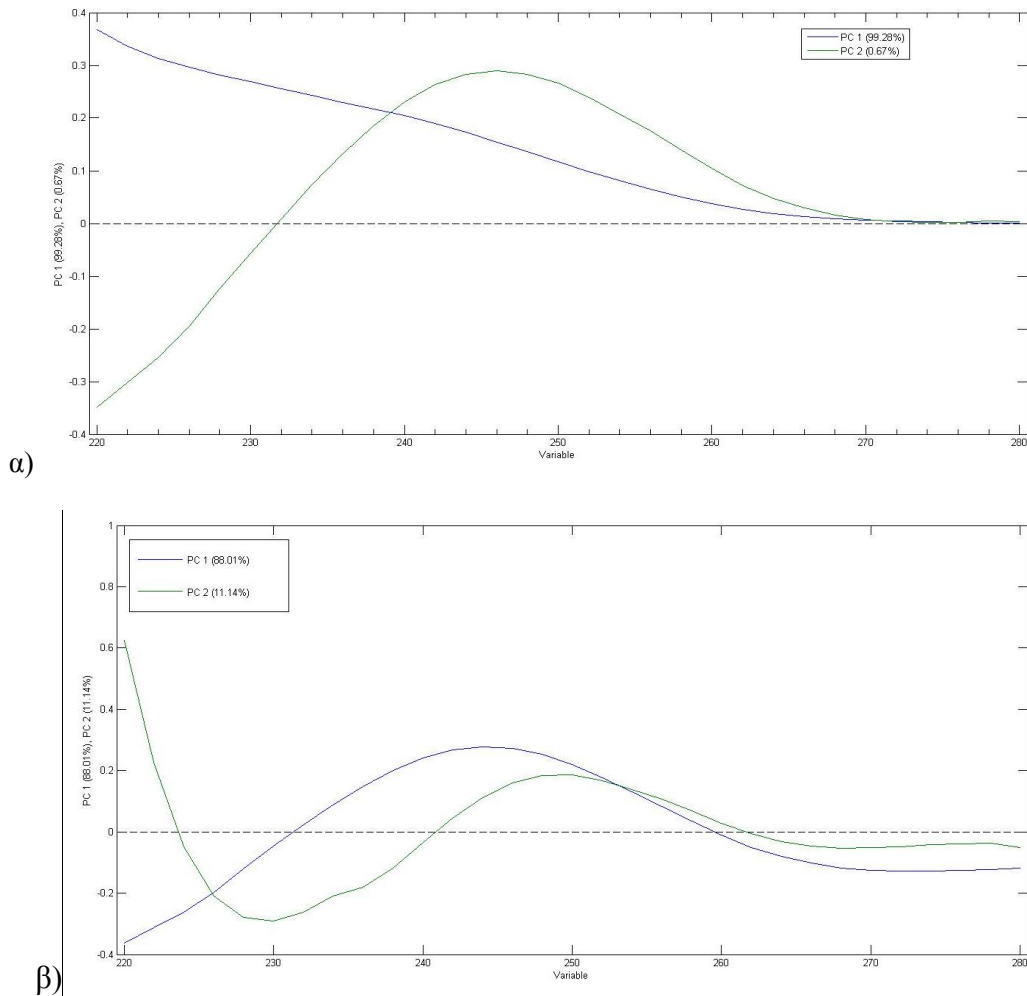 0.4
0.3
0.2
0.1
0
-0.1
-0.2
-0.3
-0.4
PC 1 (99.28%), PC 2 (0.67%)
PC 1 (99.28%)
PC 2 (0.67%)
220 230 240 250 260 270 280
Variable
α)
1
0.8
0.6
0.4
0.2
0
-0.2
-0.4
PC 1 (88.01%), PC 2 (11.14%)
PC 1 (88.01%)
PC 2 (11.14%)
220 230 240 250 260 270 280
Variable
β)